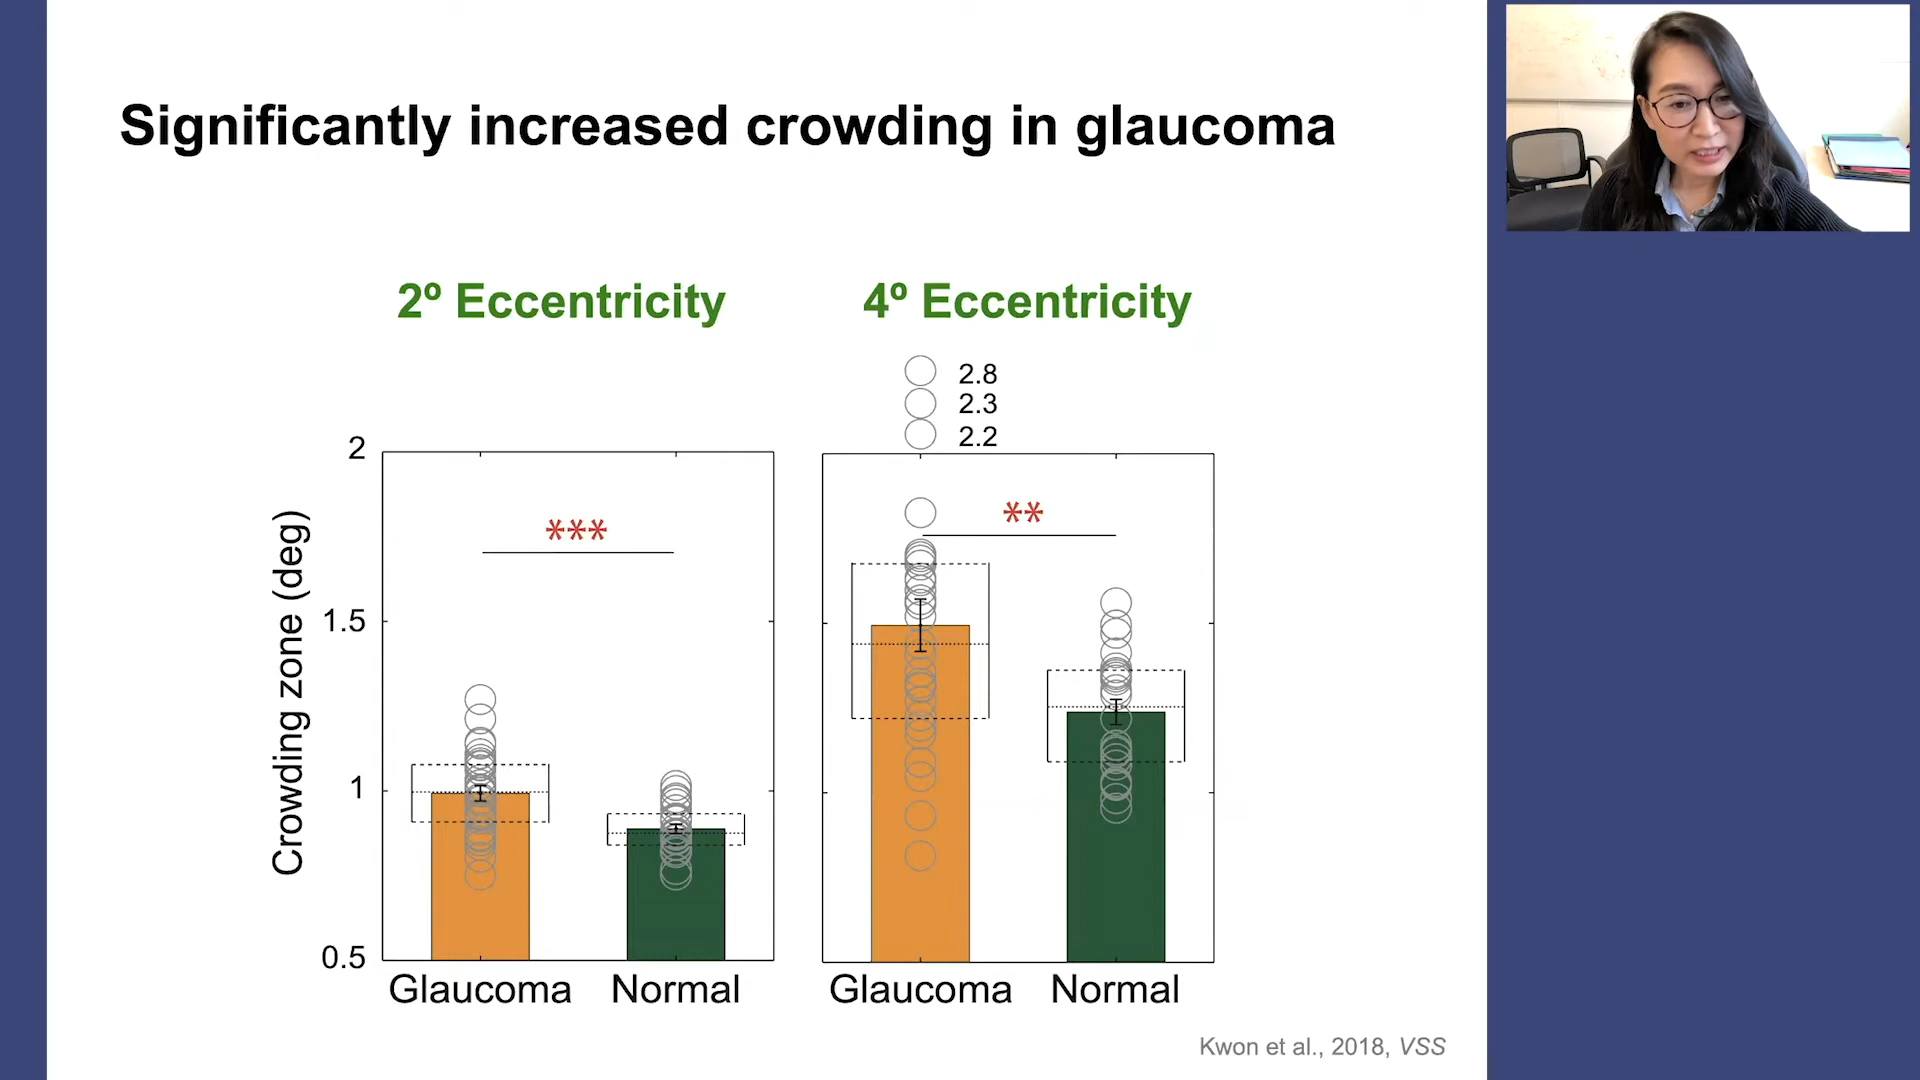 Significantly increased crowding in glaucoma
2º Eccentricity
4º Eccentricity
2.8
2.3
2.2
2
1.5
1
0.5
Crowding zone (deg)
***
**
Glaucoma
Normal
Glaucoma
Normal
Kwon et al., 2018, VSS